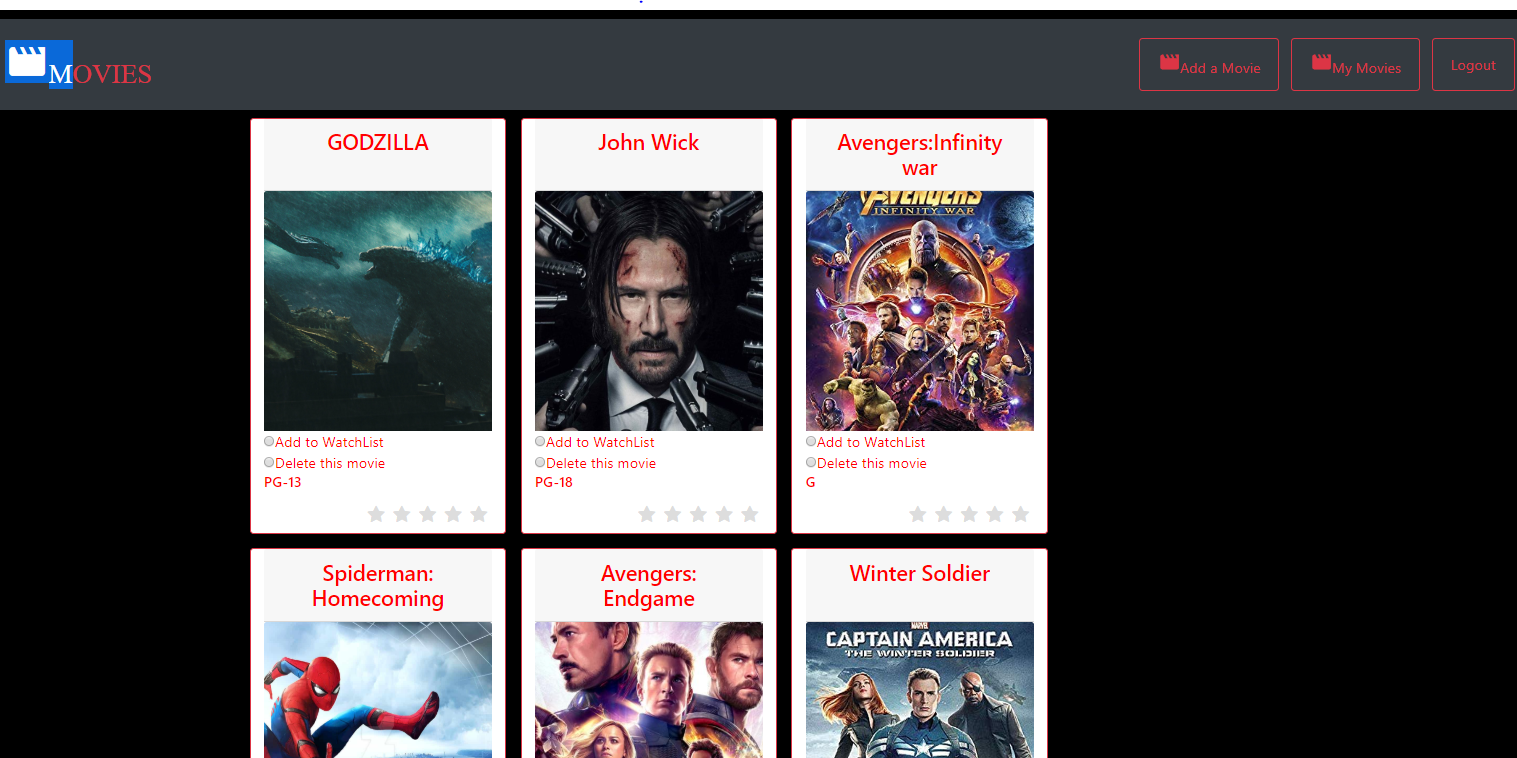 MOVIES
Add a Movie
My Movies
Logout
GODZILLA
John Wick
Avengers:Infinity
war
AVENGERS
INFINITY WAR
Add to WatchList
Delete this movie
PG-13
Add to WatchList
Delete this movie
PG-18
Add to WatchList
Delete this movie
G
Spiderman:
Homecoming
Avengers:
Endgame
Winter Soldier
MARVEL
CAPTAIN AMERICA
THE WINTER SOLDIER